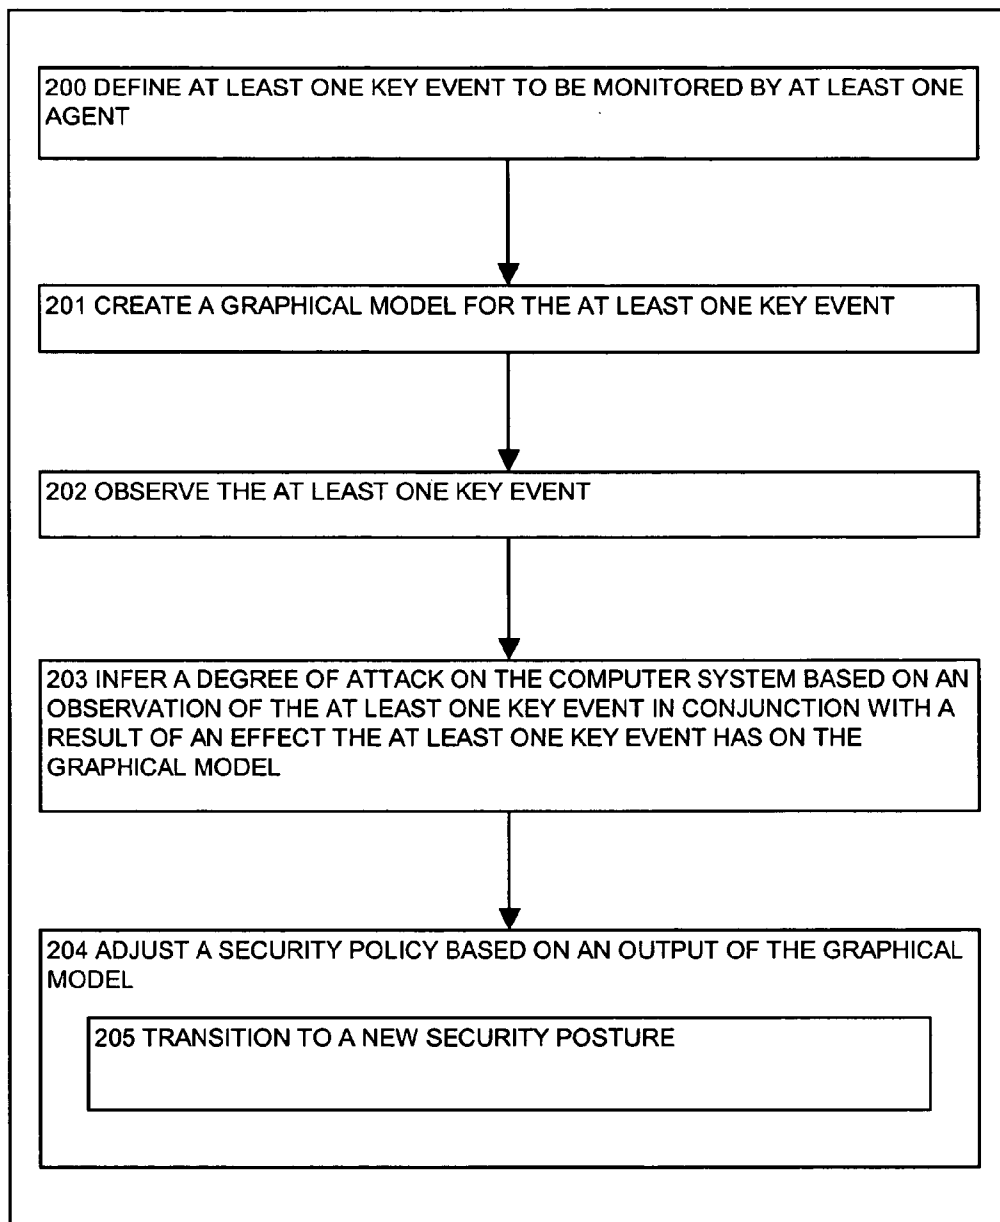 200 DEFINE AT LEAST ONE KEY EVENT TO BE MONITORED BY AT LEAST ONE
AGENT
201 CREATE A GRAPHICAL MODEL FOR THE AT LEAST ONE KEY EVENT
202 OBSERVE THE AT LEAST ONE KEY EVENT
203 INFER A DEGREE OF ATTACK ON THE COMPUTER SYSTEM BASED ON AN
OBSERVATION OF THE AT LEAST ONE KEY EVENT IN CONJUNCTION WITH A
RESULT OF AN EFFECT THE AT LEAST ONE KEY EVENT HAS ON THE
GRAPHICAL MODEL
204 ADJUST A SECURITY POLICY BASED ON AN OUTPUT OF THE GRAPHICAL
MODEL
205 TRANSITION TO A NEW SECURITY POSTURE